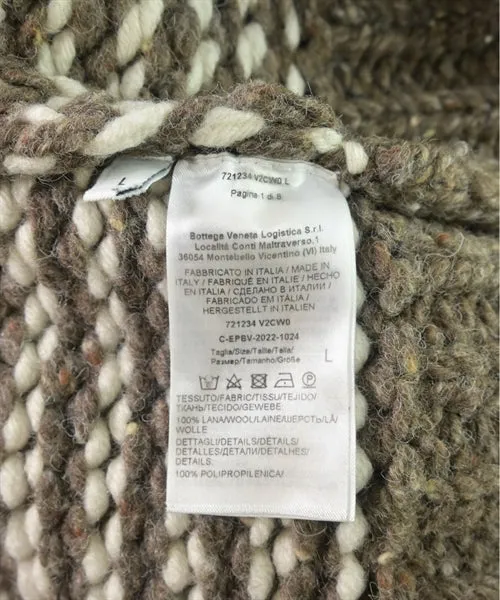 L
721234 V2CW0 L
Pagina 1 di 8
Bottega Veneta Logistica S.r.l.
Località Conti Maltraverso,1
36054 Montebello Vicentino (VI) Italy
FABBRICATO IN ITALIA / MADE IN
ITALY / FABRIQUÉ EN ITALIE / HECHO
EN ITALIA / СДЕЛАНО В ИТАЛИИ /
FABRICADO EM ITÁLIA /
HERGESTELLT IN ITALIEN
721234 V2CW0
C-EPBV-2022-1024
Taglia/Size/Taille/Talla/
Размер/Tamanho/Größe
L
TESSUTO/FABRIC/TISSU/TEJIDO/
ТКАНЬ/TECIDO/GEWEBE:
100% LANA/WOOL/LAINE/ШЕРСТЬ/LÃ/
WOLLE
DETTAGLI/DETAILS/DÉTAILS/
DETALLES/ДЕТАЛИ/DETALHES/
DETAILS:
100% POLIPROPILENICA/